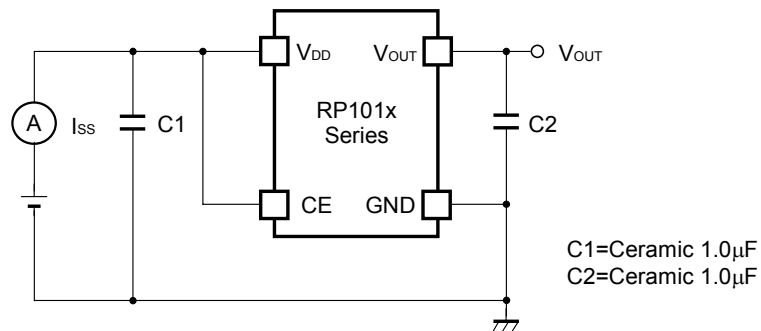 VDD VOUT VOUT
RP101x
Series
A ISS C1 C2
CE GND
C1=Ceramic 1.0μF
C2=Ceramic 1.0μF